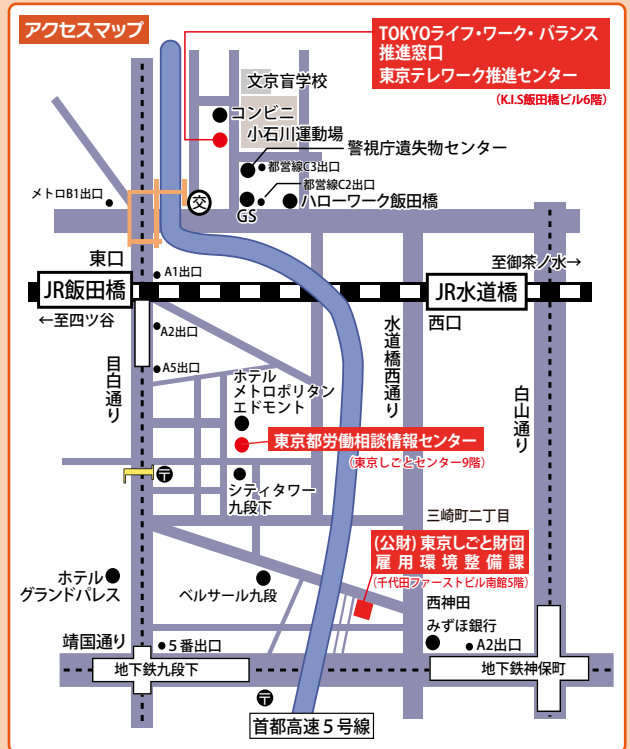 アクセスマップ
TOKYOライフ・ワーク・バランス
推進窓口
東京テレワーク推進センター
(K.I.S飯田橋ビル6階)
文京盲学校
コンビニ
小石川運動場
警視庁遺失物センター
都営線C3出口
都営線C2出口
メトロB1出口
交
GS
ハローワーク飯田橋
東口
A1出口
至御茶ノ水→
JR飯田橋
JR水道橋
←至四ツ谷
A2出口
西口
A5出口
目白通り
水道橋西通り
白山通り
ホテル
メトロポリタン
エドモント
東京都労働相談情報センター
(東京しごとセンター9階)
〒
シティタワー
九段下
三崎町二丁目
(公財)東京しごと財団
雇用環境整備課
(千代田ファーストビル南館5階)
ホテル
グランドパレス
ベルサール九段
西神田
みずほ銀行
A2出口
靖国通り
5番出口
地下鉄九段下
地下鉄神保町
〒
首都高速5号線